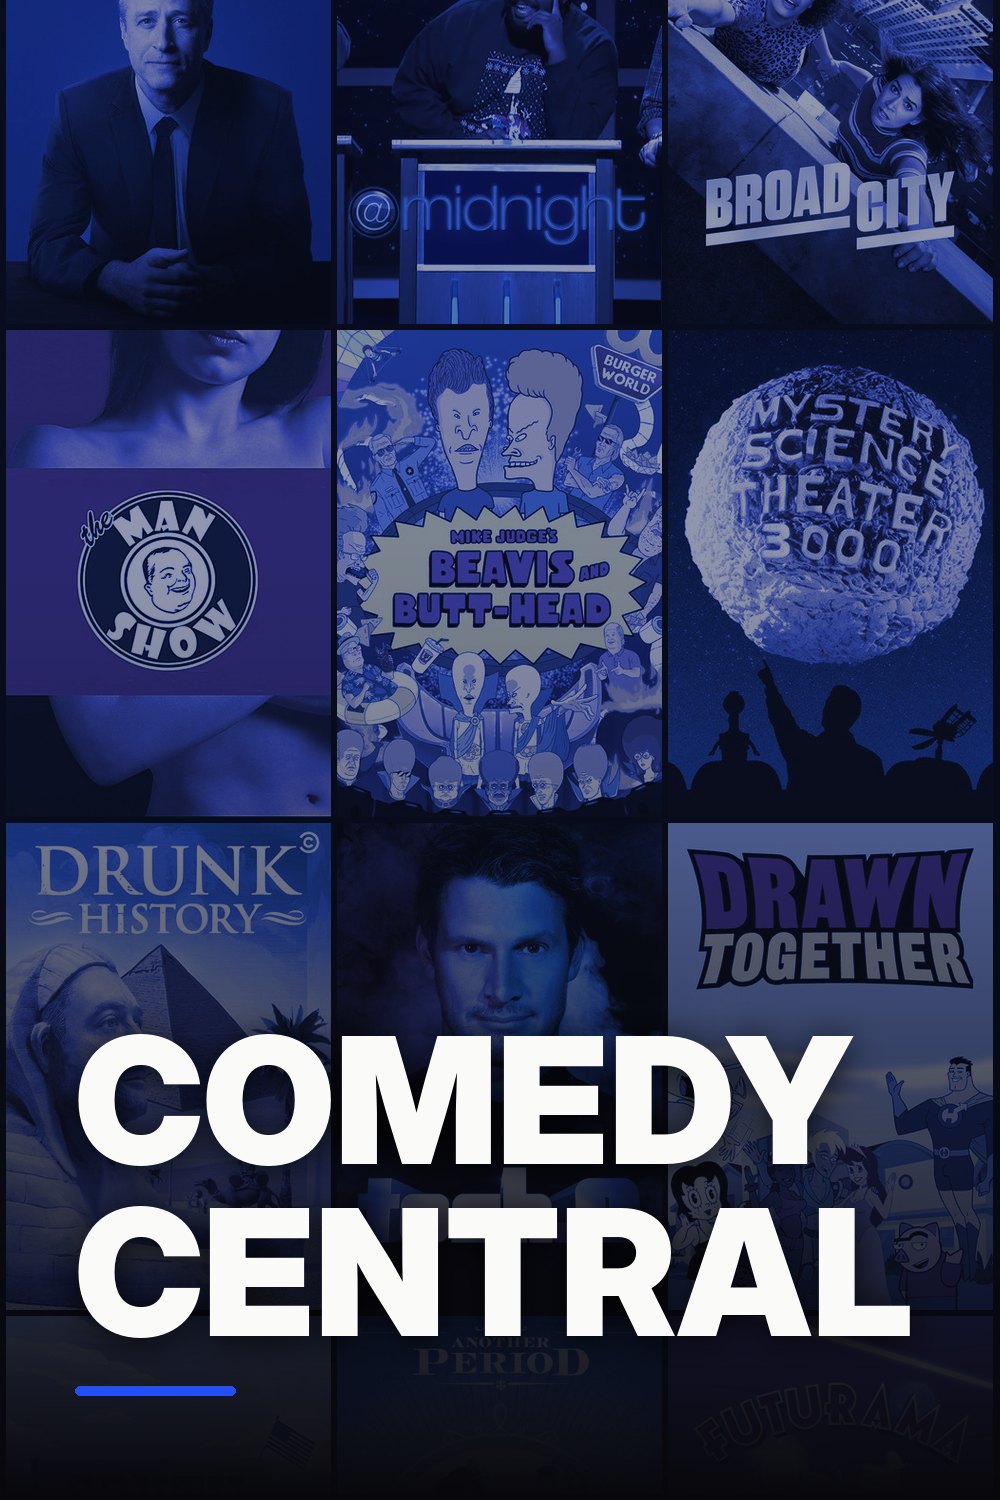 @midnight
BROAD CITY
BURGER
WORLD
the
MAN
SHOW
MIKE JUDGE'S
BEAVIS AND
BUTT-HEAD
MYSTERY
SCIENCE
THEATER
3000
DRUNK
HISTORY
DRAWN
TOGETHER
COMEDY
CENTRAL
ANOTHER
PERIOD
FUTURAMA